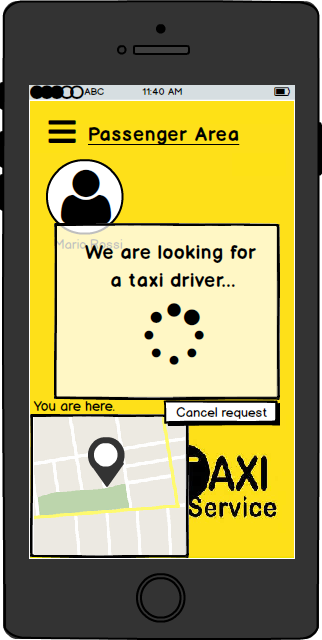 ABC 11:40 AM
Passenger Area
Mario Rossi
We are looking for
a taxi driver...
You are here.
Cancel request
AXI
Service